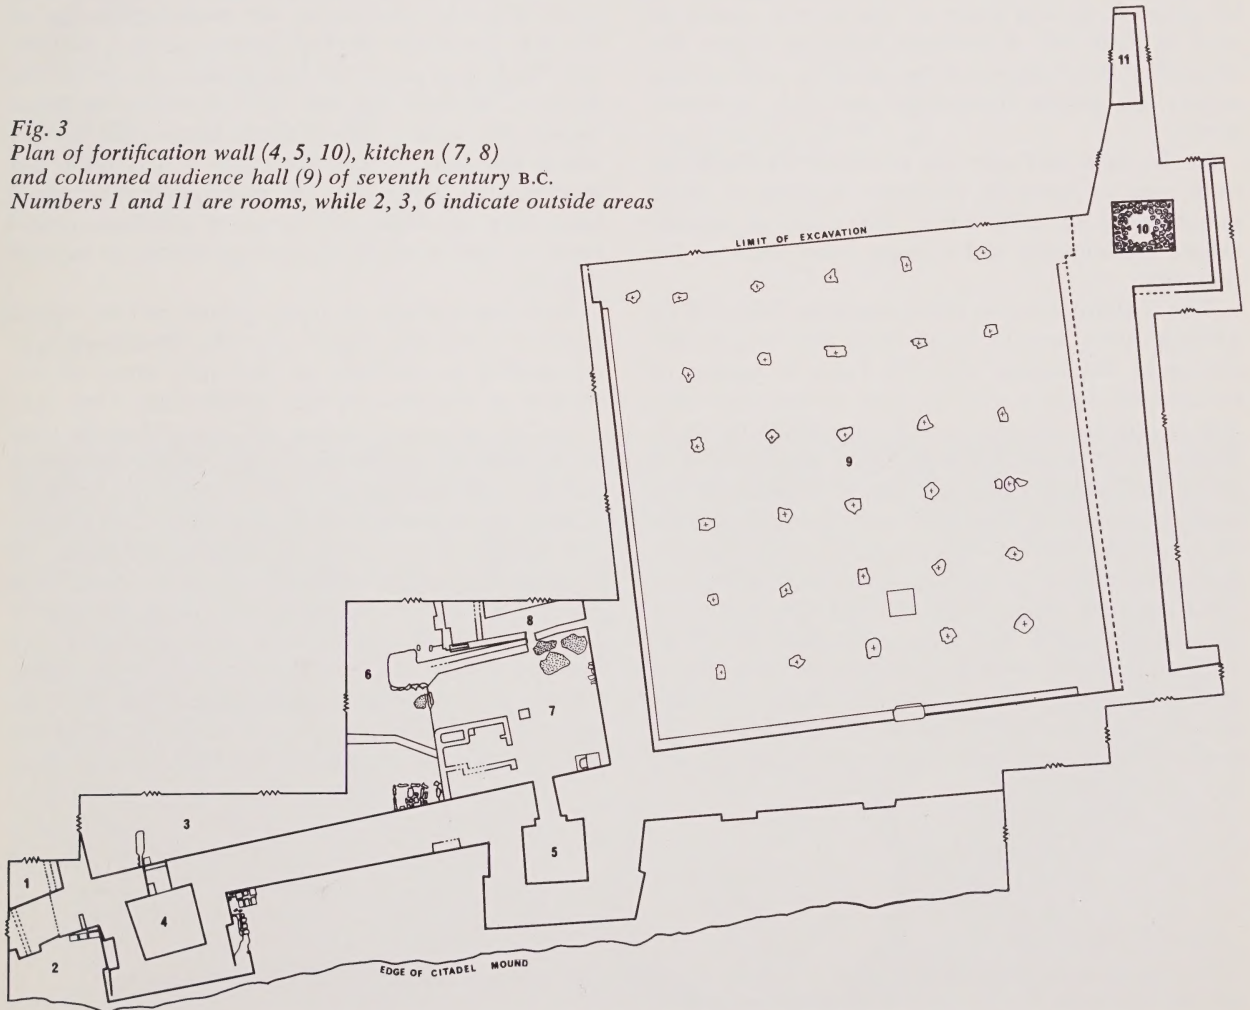 Fig. 3
Plan of fortification wall (4, 5, 10), kitchen (7, 8)
and columned audience hall (9) of seventh century B.C.
Numbers 1 and 11 are rooms, while 2, 3, 6 indicate outside areas
11
10
LIMIT OF EXCAVATION
9
8
6
7
3
5
1
4
2
EDGE OF CITADEL MOUND